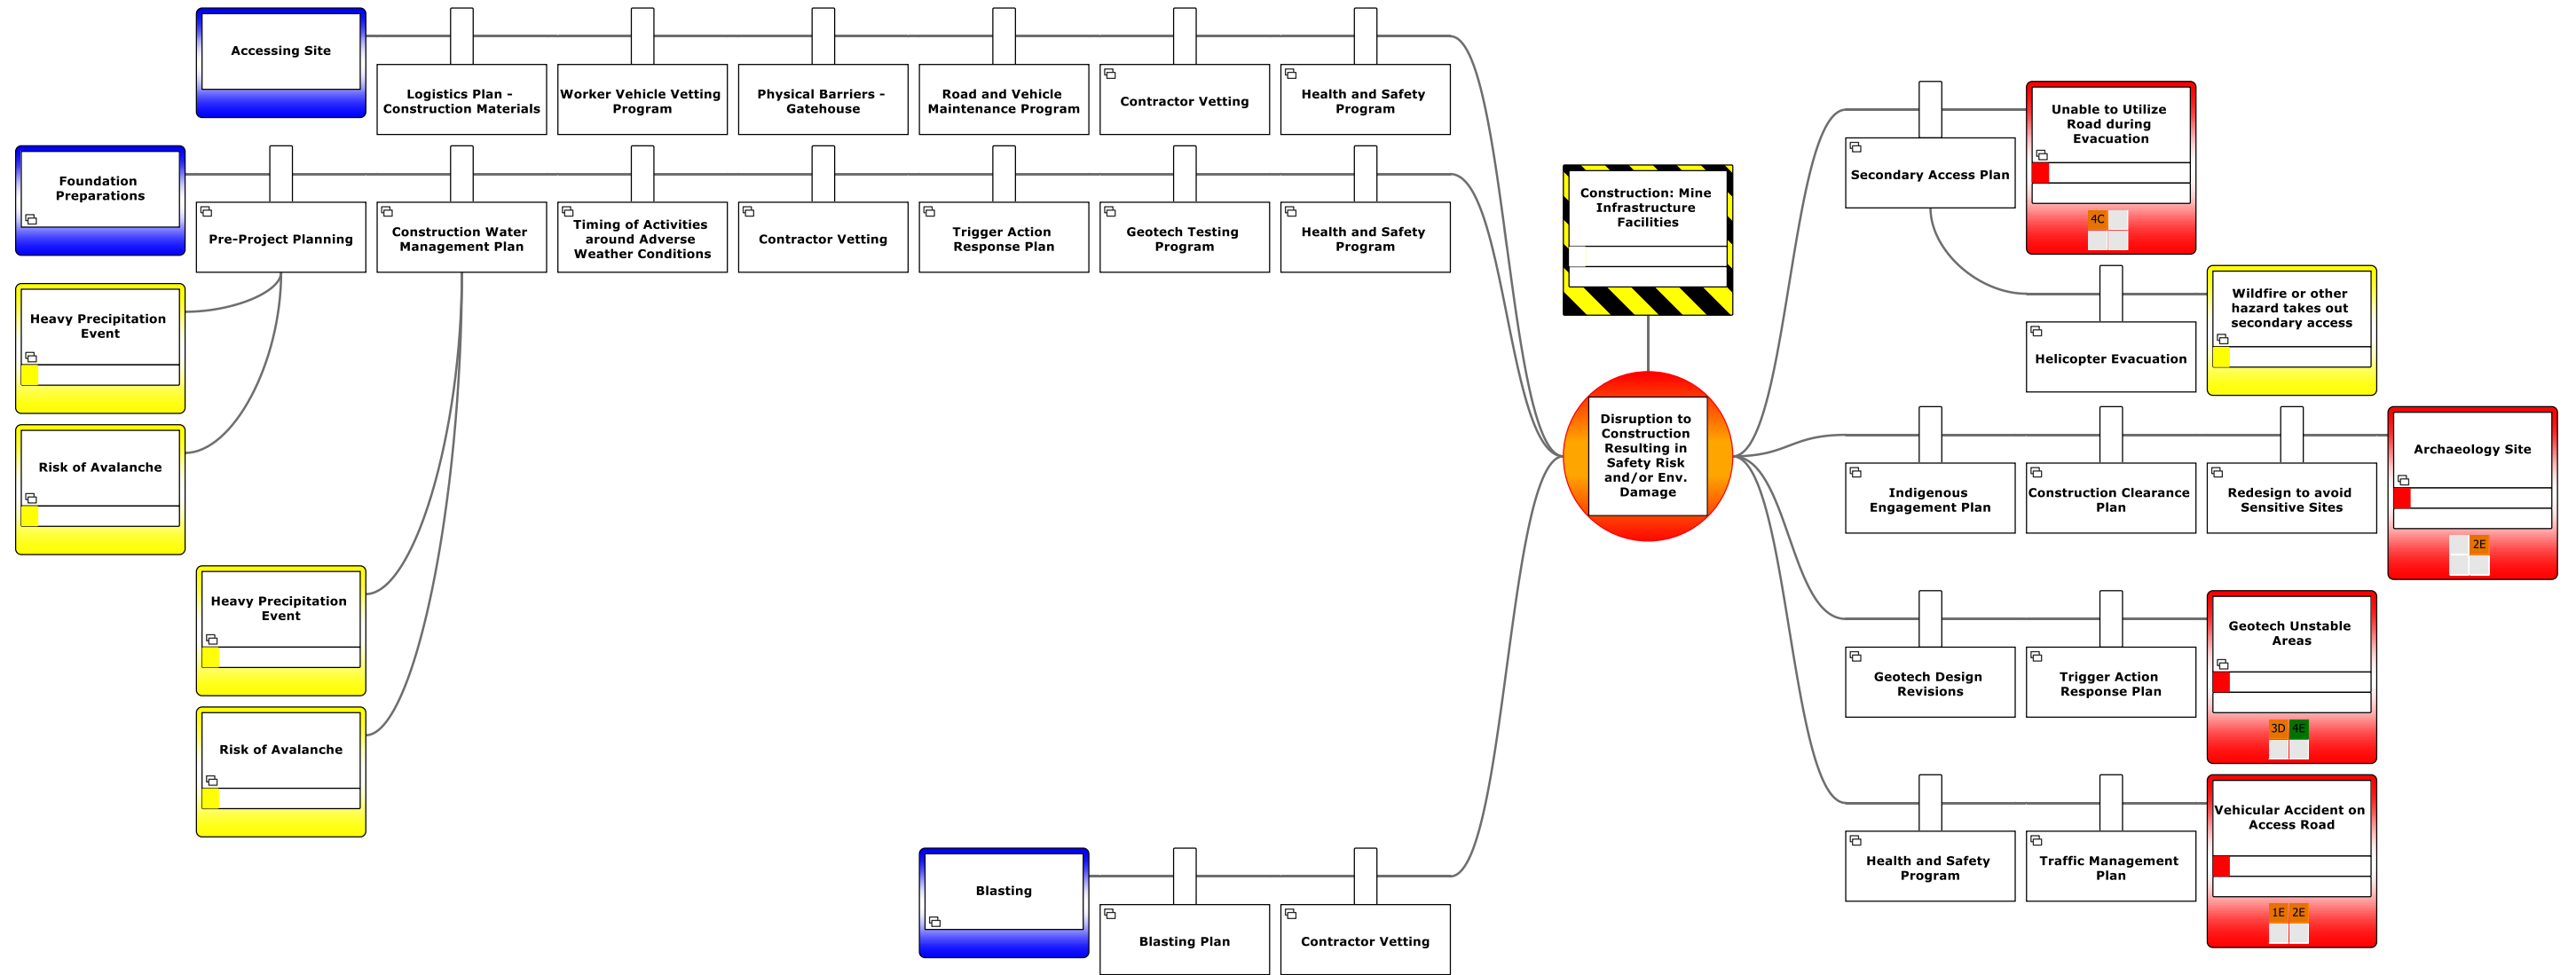 Accessing Site
Logistics Plan -
Construction Materials
Worker Vehicle Vetting
Program
Physical Barriers -
Gatehouse
Road and Vehicle
Maintenance Program
Contractor Vetting
Health and Safety
Program
Foundation
Preparations
Pre-Project Planning
Construction Water
Management Plan
Timing of Activities
around Adverse
Weather Conditions
Contractor Vetting
Trigger Action
Response Plan
Geotech Testing
Program
Health and Safety
Program
Heavy Precipitation
Event
Risk of Avalanche
Heavy Precipitation
Event
Risk of Avalanche
Blasting
Blasting Plan
Contractor Vetting
Construction: Mine
Infrastructure
Facilities
Disruption to
Construction
Resulting in
Safety Risk
and/or Env.
Damage
Secondary Access Plan
Unable to Utilize
Road during
Evacuation
4C
Helicopter Evacuation
Wildfire or other
hazard takes out
secondary access
Indigenous
Engagement Plan
Construction Clearance
Plan
Redesign to avoid
Sensitive Sites
Archaeology Site
2E
Geotech Design
Revisions
Trigger Action
Response Plan
Geotech Unstable
Areas
3D 4E
Health and Safety
Program
Traffic Management
Plan
Vehicular Accident on
Access Road
1E 2E